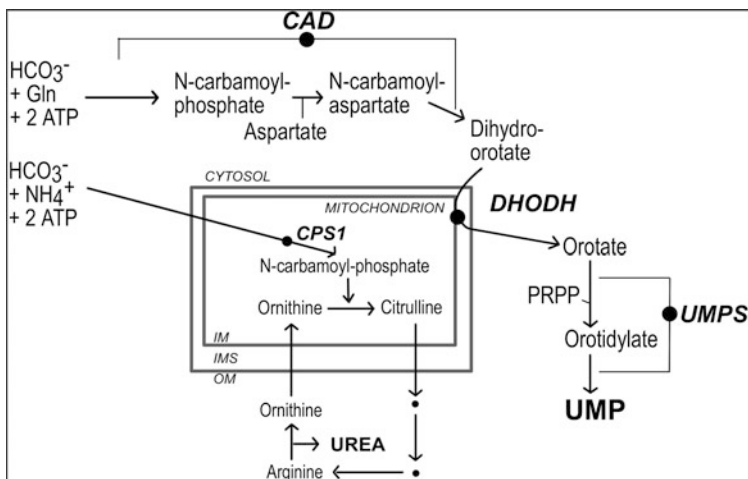 CAD
HCO3-
+ Gln
+ 2 ATP
N-carbamoyl-
phosphate
Aspartate
N-carbamoyl-
aspartate
Dihydro-
orotate
HCO3-
+ NH4+
+ 2 ATP
CYTOSOL
MITOCHONDRION
DHODH
CPS1
N-carbamoyl-phosphate
Ornithine
Citrulline
IM
IMS
OM
Orotate
PRPP
UMPS
Orotidylate
UMP
Ornithine
UREA
Arginine